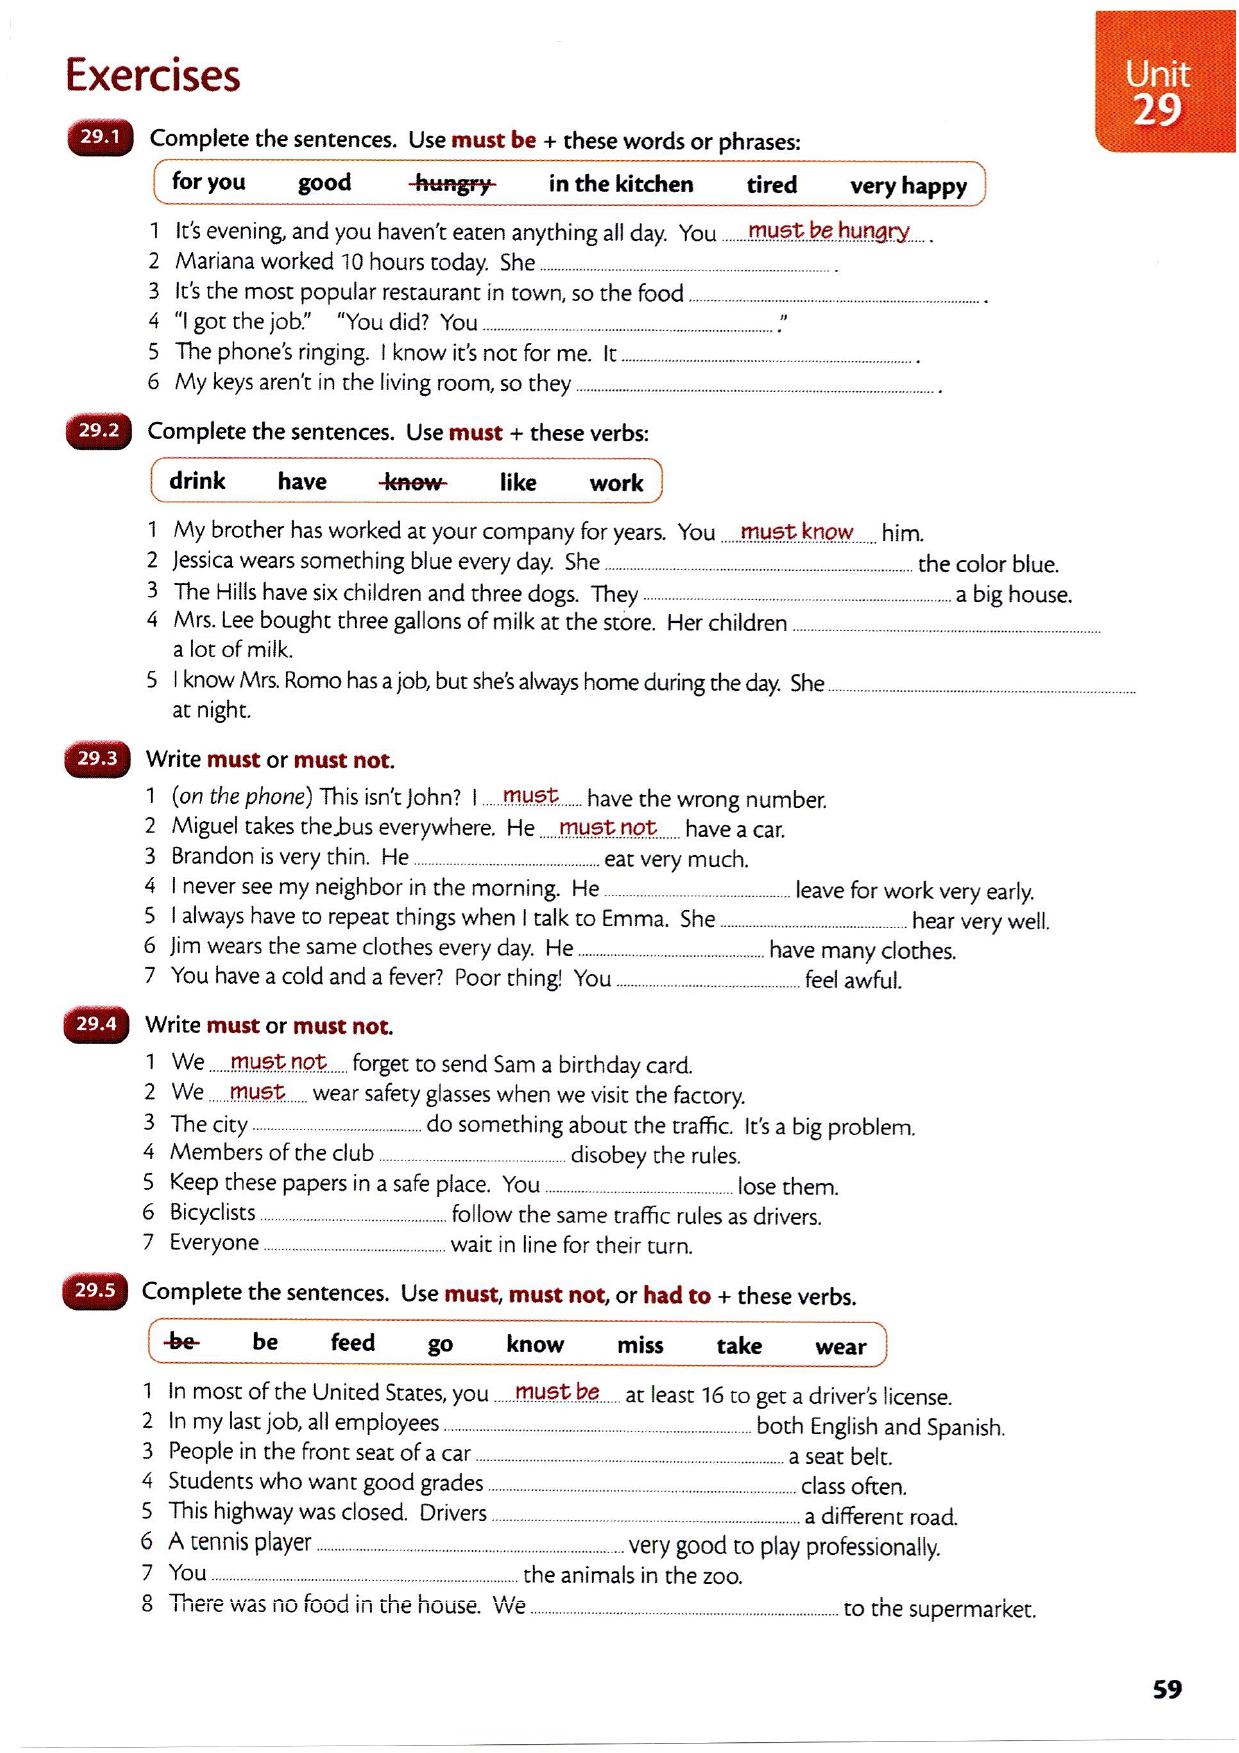 Exercises
Unit
29
29.1 Complete the sentences. Use must be + these words or phrases:
for you good hungry in the kitchen tired very happy
1 It's evening, and you haven't eaten anything all day. You must be hungry.
2 Mariana worked 10 hours today. She .
3 It's the most popular restaurant in town, so the food .
4 "I got the job." "You did? You ."
5 The phone's ringing. I know it's not for me. It .
6 My keys aren't in the living room, so they .
29.2 Complete the sentences. Use must + these verbs:
drink have know like work
1 My brother has worked at your company for years. You must know him.
2 Jessica wears something blue every day. She the color blue.
3 The Hills have six children and three dogs. They a big house.
4 Mrs. Lee bought three gallons of milk at the store. Her children
a lot of milk.
5 I know Mrs. Romo has a job, but she's always home during the day. She
at night.
29.3 Write must or must not.
1 (on the phone) This isn't John? I must have the wrong number.
2 Miguel takes the bus everywhere. He must not have a car.
3 Brandon is very thin. He eat very much.
4 I never see my neighbor in the morning. He leave for work very early.
5 I always have to repeat things when I talk to Emma. She hear very well.
6 Jim wears the same clothes every day. He have many clothes.
7 You have a cold and a fever? Poor thing! You feel awful.
29.4 Write must or must not.
1 We must not forget to send Sam a birthday card.
2 We must wear safety glasses when we visit the factory.
3 The city do something about the traffic. It's a big problem.
4 Members of the club disobey the rules.
5 Keep these papers in a safe place. You lose them.
6 Bicyclists follow the same traffic rules as drivers.
7 Everyone wait in line for their turn.
29.5 Complete the sentences. Use must, must not, or had to + these verbs.
be be feed go know miss take wear
1 In most of the United States, you must be at least 16 to get a driver's license.
2 In my last job, all employees both English and Spanish.
3 People in the front seat of a car a seat belt.
4 Students who want good grades class often.
5 This highway was closed. Drivers a different road.
6 A tennis player very good to play professionally.
7 You the animals in the zoo.
8 There was no food in the house. We to the supermarket.
59